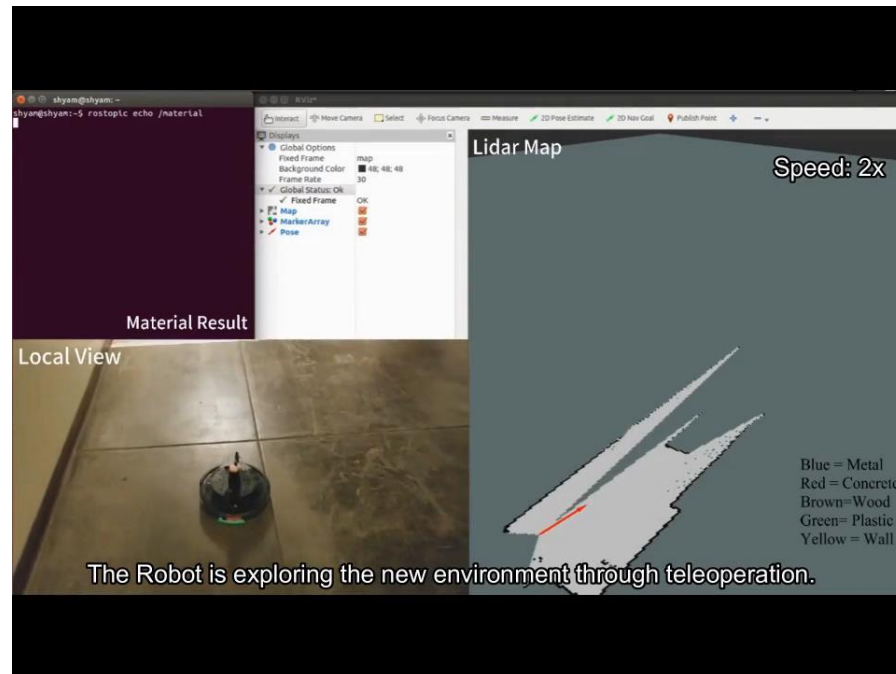 shyam@shyam: ~
shyam@shyam:~$ rostopic echo /material
Material Result
RViz*
Interact Move Camera Select Focus Camera Measure 2D Pose Estimate 2D Nav Goal Publish Point
Displays
Global Options
Fixed Frame map
Background Color 48; 48; 48
Frame Rate 30
Global Status: Ok
Fixed Frame OK
Map
MarkerArray
Pose
Lidar Map
Speed: 2x
Local View
Blue = Metal
Red = Concrete
Brown=Wood
Green= Plastic
Yellow = Wall
The Robot is exploring the new environment through teleoperation.